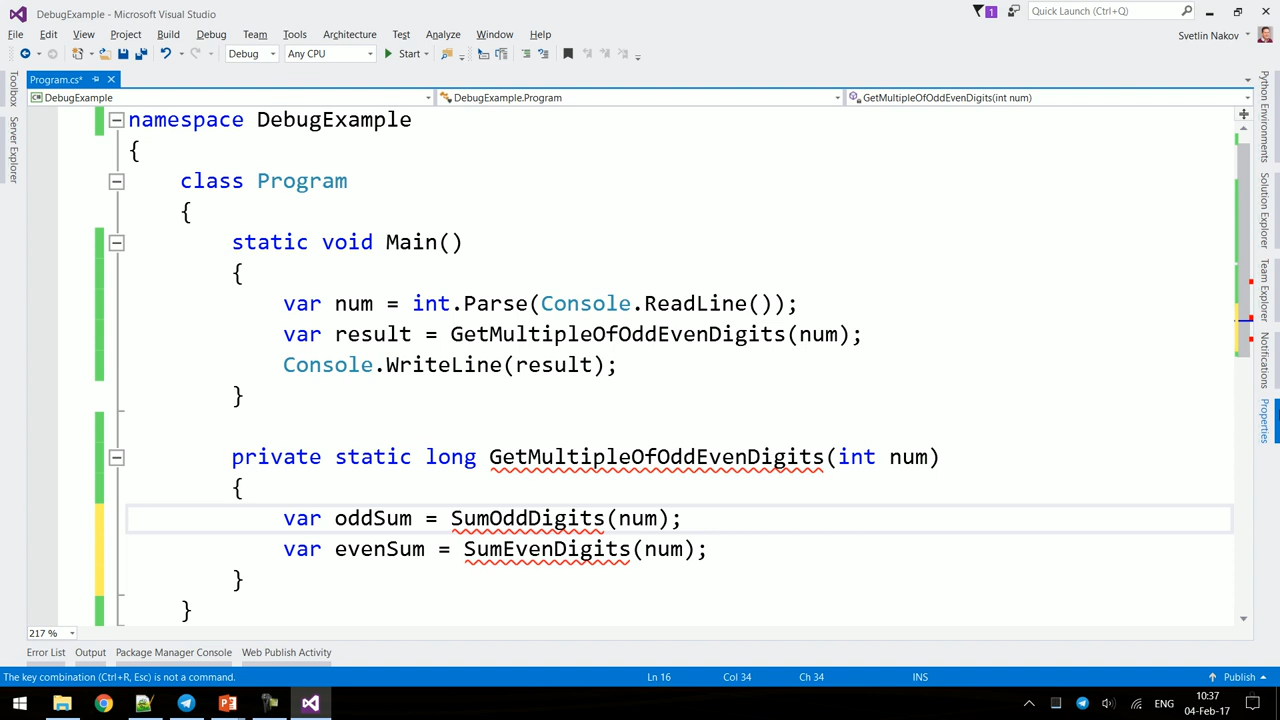 DebugExample - Microsoft Visual Studio
1
Quick Launch (Ctrl+Q)
File Edit View Project Build Debug Team Tools Architecture Test Analyze Window Help
Svetlin Nakov
Debug Any CPU Start
Program.cs*
DebugExample DebugExample.Program GetMultipleOfOddEvenDigits(int num)
Toolbox
Server Explorer
namespace DebugExample
{
class Program
{
static void Main()
{
var num = int.Parse(Console.ReadLine());
var result = GetMultipleOfOddEvenDigits(num);
Console.WriteLine(result);
}
private static long GetMultipleOfOddEvenDigits(int num)
{
var oddSum = SumOddDigits(num);
var evenSum = SumEvenDigits(num);
}
}
Python Environments
Solution Explorer
Team Explorer
Notifications
Properties
217 %
Error List Output Package Manager Console Web Publish Activity
The key combination (Ctrl+R, Esc) is not a command. Ln 16 Col 34 Ch 34 INS Publish
ENG
10:37
04-Feb-17